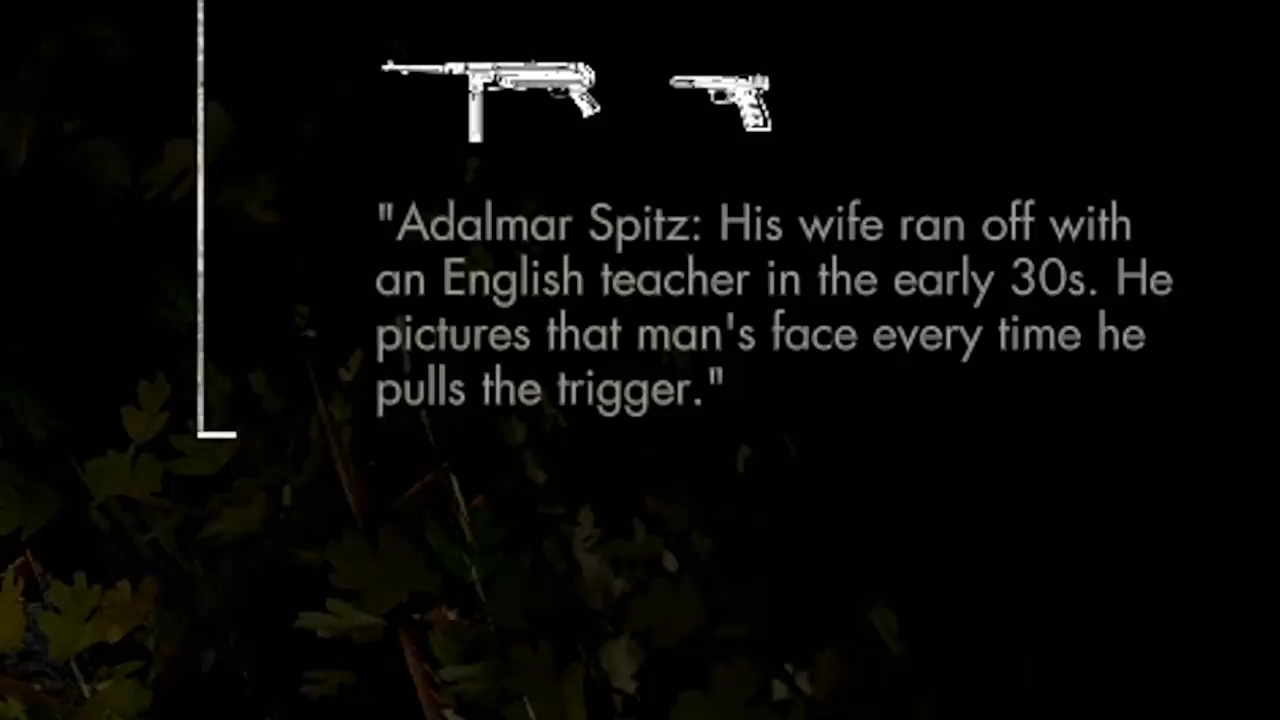 "Adalmar Spitz: His wife ran off with
an English teacher in the early 30s. He
pictures that man's face every time he
pulls the trigger."